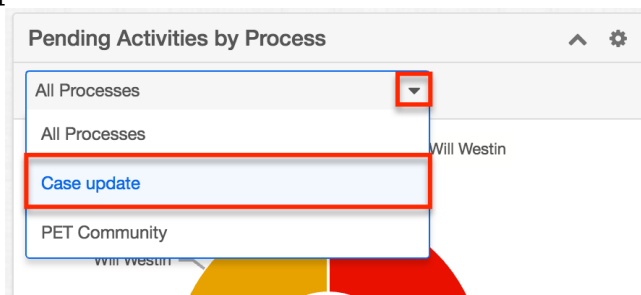 Pending Activities by Process
All Processes
All Processes
Will Westin
Case update
PET Community
Will Westin